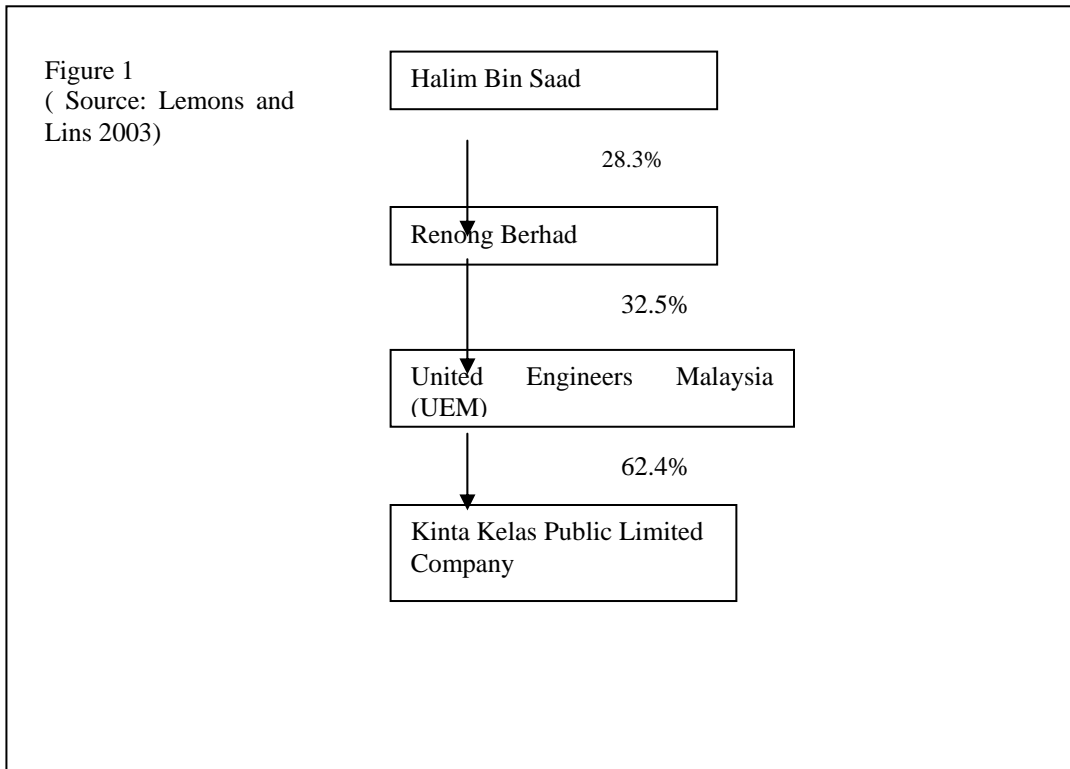 Figure 1
( Source: Lemons and
Lins 2003)
Halim Bin Saad
28.3%
Renong Berhad
32.5%
United Engineers Malaysia
(UEM)
62.4%
Kinta Kelas Public Limited
Company